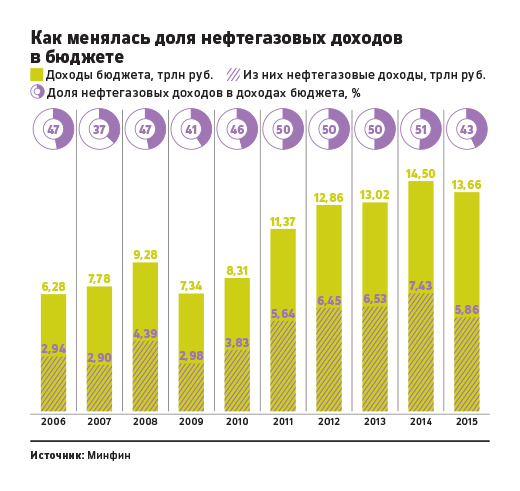 Как менялась доля нефтегазовых доходов
в бюджете
Доходы бюджета, трлн руб. Из них нефтегазовые доходы, трлн руб.
Доля нефтегазовых доходов в доходах бюджета, %
47 37 47 41 46 50 50 50 51 43
6,28 7,78 9,28 7,34 8,31 11,37 12,86 13,02 14,50 13,66
2,94 2,90 4,39 2,98 3,83 5,64 6,45 6,53 7,43 5,86
2006 2007 2008 2009 2010 2011 2012 2013 2014 2015
Источник: Минфин